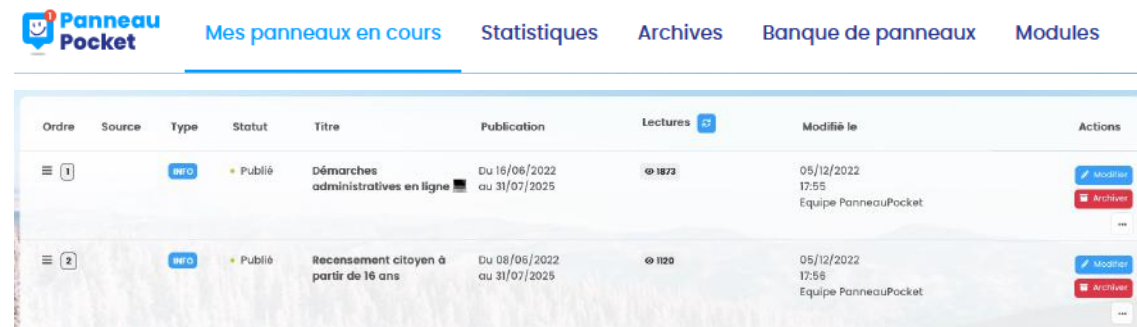 1
Panneau
Pocket
Mes panneaux en cours Statistiques Archives Banque de panneaux Modules
Ordre Source Type Statut Titre Publication Lectures Modifié le Actions
1 INFO Publié Démarches Du 16/06/2022 1873 05/12/2022 Modifier
administratives en ligne au 31/07/2025 17:55 Archiver
Equipe PanneauPocket
...
2 INFO Publié Recensement citoyen à Du 08/06/2022 1120 05/12/2022 Modifier
partir de 16 ans au 31/07/2025 17:56 Archiver
Equipe PanneauPocket
...